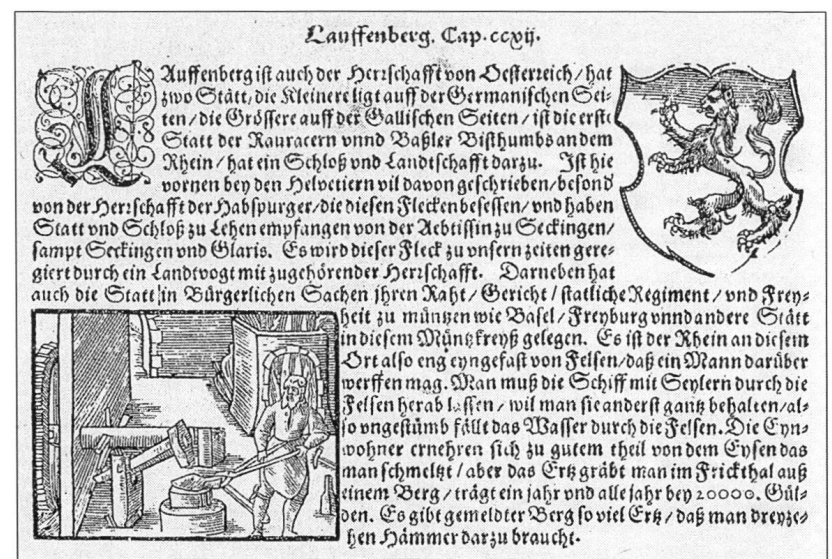 Lauffenberg. Cap. ccxij.
LAuffenberg ist auch der Herrschafft von Oesterreich / hat
zwo Stätt, die Kleinere ligt auff der Germanischen Sei-
ten / die Grössere auff der Gallischen Seiten / ist die erste
Statt der Rauracern vnnd Baßler Bisthumbs an dem
Rhein / hat ein Schloß vnd Landtschafft darzu. Ist hie
vornen bey den Helvetiern vil davon geschrieben / besond
von der Herrschafft der Habspurger / die diesen Flecken besessen / vnd haben
Statt vnd Schloß zu Lehen empfangen von der Aebtissin zu Seckingen /
sampt Seckingen vnd Glaris. Es wird dieser Fleck zu vnsern zeiten gere-
giert durch ein Landtvogt mit zugehörender Herrschafft. Darneben hat
auch die Statt in Bürgerlichen Sachen jhren Raht / Gericht / statliche Regiment / vnd Frey-
heit zu müntzen wie Basel / Freyburg vnnd andere Stätt
in diesem Müntzkreyß gelegen. Es ist der Rhein an diesem
Ort also eng eyngefast von Felsen / daß ein Mann darüber
werffen mag. Man muß die Schiff mit Seylern durch die
Felsen herab lassen / wil man sie anderst gantz behalten / al-
so vngestümb fällt das Wasser durch die Felsen. Die Eyn-
wohner ernehren sich zu gutem theil von dem Eysen das
man schmeltzt / aber das Ertz gräbt man im Frickthal auß
einem Berg / trägt ein jahr vnd alle jahr bey 20000. Gül-
den. Es gibt gemeldter Berg so viel Ertz / daß man dreyze-
hen Hämmer darzu braucht.